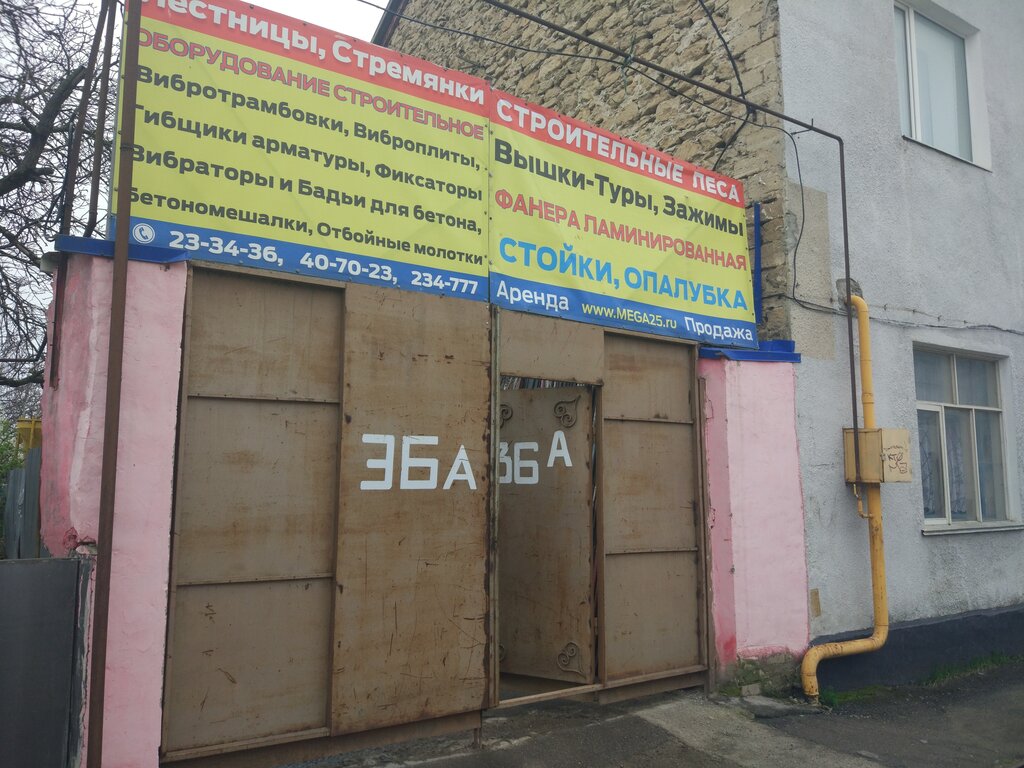 Лестницы, Стремянки
ОБОРУДОВАНИЕ СТРОИТЕЛЬНОЕ
Вибротрамбовки, Виброплиты,
Гибщики арматуры, Фиксаторы
Вибраторы и Бадьи для бетона,
Бетономешалки, Отбойные молотки
23-34-36, 40-70-23, 234-777
СТРОИТЕЛЬНЫЕ ЛЕСА
Вышки-Туры, Зажимы
ФАНЕРА ЛАМИНИРОВАННАЯ
СТОЙКИ, ОПАЛУБКА
Аренда www.MEGA25.ru Продажа
36А
36А